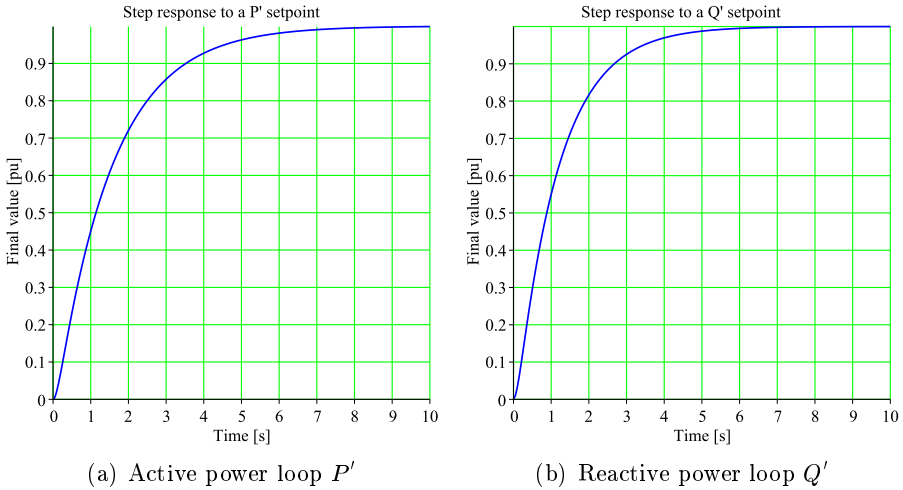 Step response to a P' setpoint
Final value [pu]
0.9
0.8
0.7
0.6
0.5
0.4
0.3
0.2
0.1
0
0 1 2 3 4 5 6 7 8 9 10
Time [s]
(a) Active power loop P′
Step response to a Q' setpoint
Final value [pu]
0.9
0.8
0.7
0.6
0.5
0.4
0.3
0.2
0.1
0
0 1 2 3 4 5 6 7 8 9 10
Time [s]
(b) Reactive power loop Q′